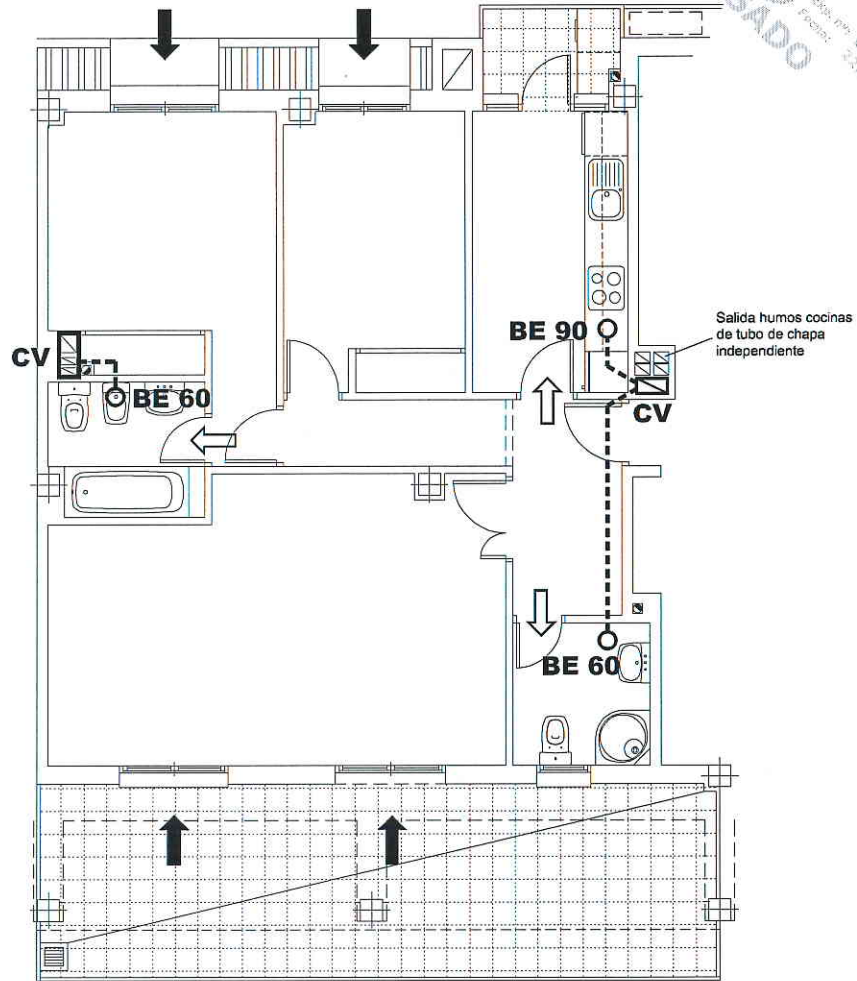 BE 90
Salida humos cocinas
de tubo de chapa
independiente
CV
BE 60
CV
BE 60